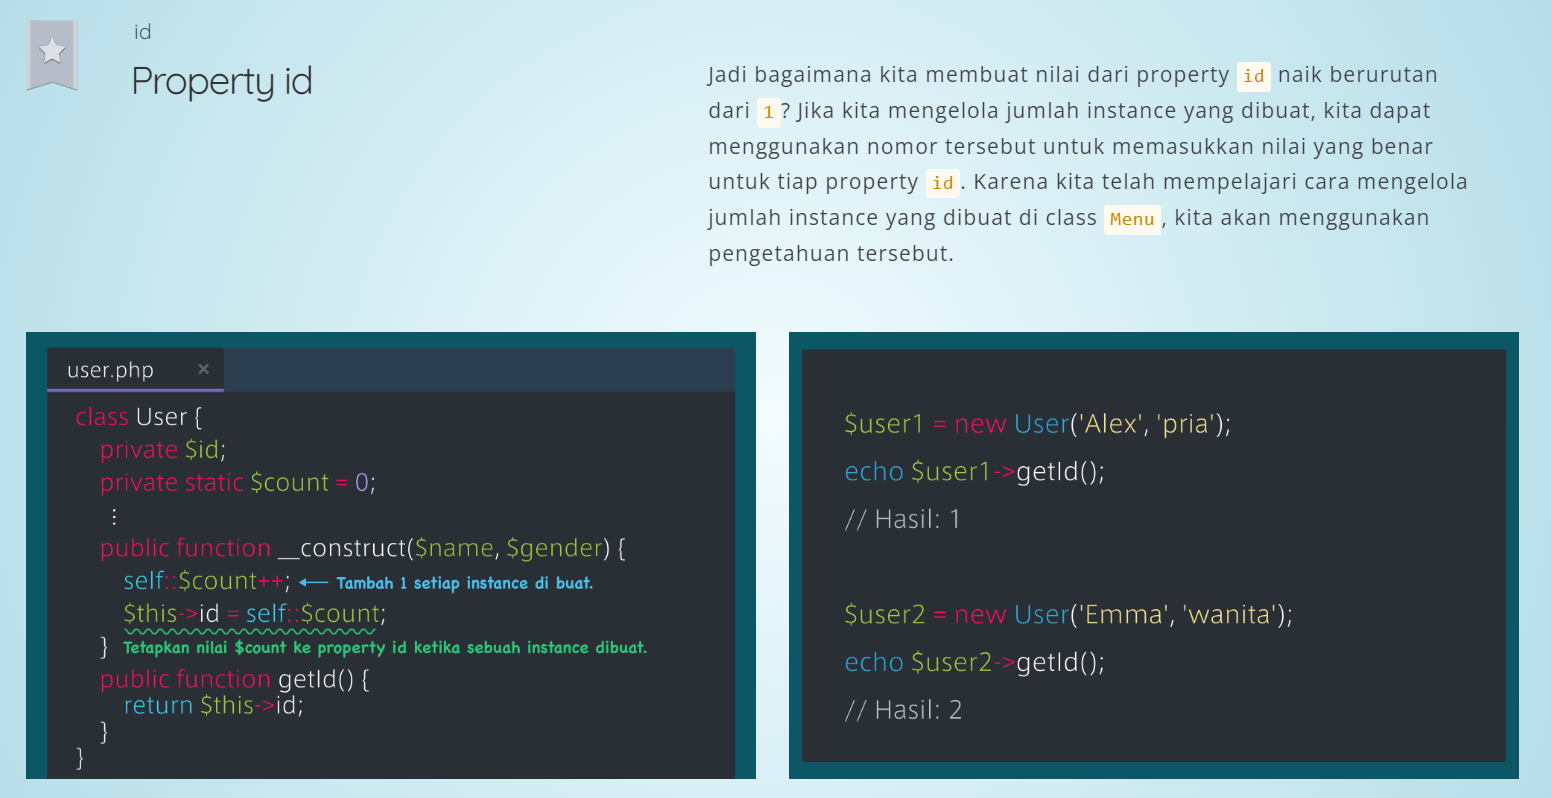 id
Property id
Jadi bagaimana kita membuat nilai dari property id naik berurutan
dari 1? Jika kita mengelola jumlah instance yang dibuat, kita dapat
menggunakan nomor tersebut untuk memasukkan nilai yang benar
untuk tiap property id. Karena kita telah mempelajari cara mengelola
jumlah instance yang dibuat di class Menu, kita akan menggunakan
pengetahuan tersebut.
user.php ×
class User {
private $id;
private static $count = 0;
⋮
public function __construct($name, $gender) {
self::$count++; ← Tambah 1 setiap instance di buat.
$this->id = self::$count;
} Tetapkan nilai $count ke property id ketika sebuah instance dibuat.
public function getId() {
return $this->id;
}
}
$user1 = new User('Alex', 'pria');
echo $user1->getId();
// Hasil: 1
$user2 = new User('Emma', 'wanita');
echo $user2->getId();
// Hasil: 2